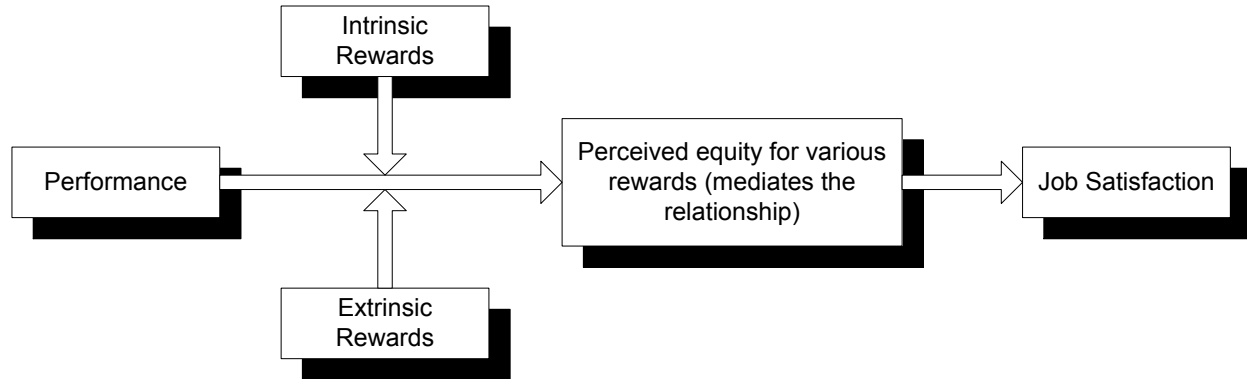 Intrinsic
Rewards
Performance
Perceived equity for various
rewards (mediates the
relationship)
Job Satisfaction
Extrinsic
Rewards